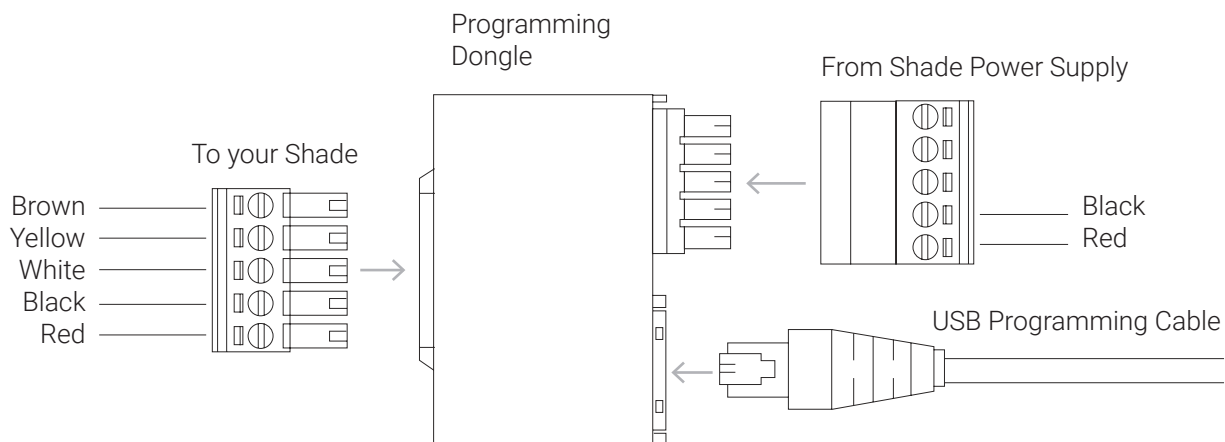 Programming
Dongle
From Shade Power Supply
To your Shade
Brown
Yellow
White
Black
Red
Black
Red
USB Programming Cable